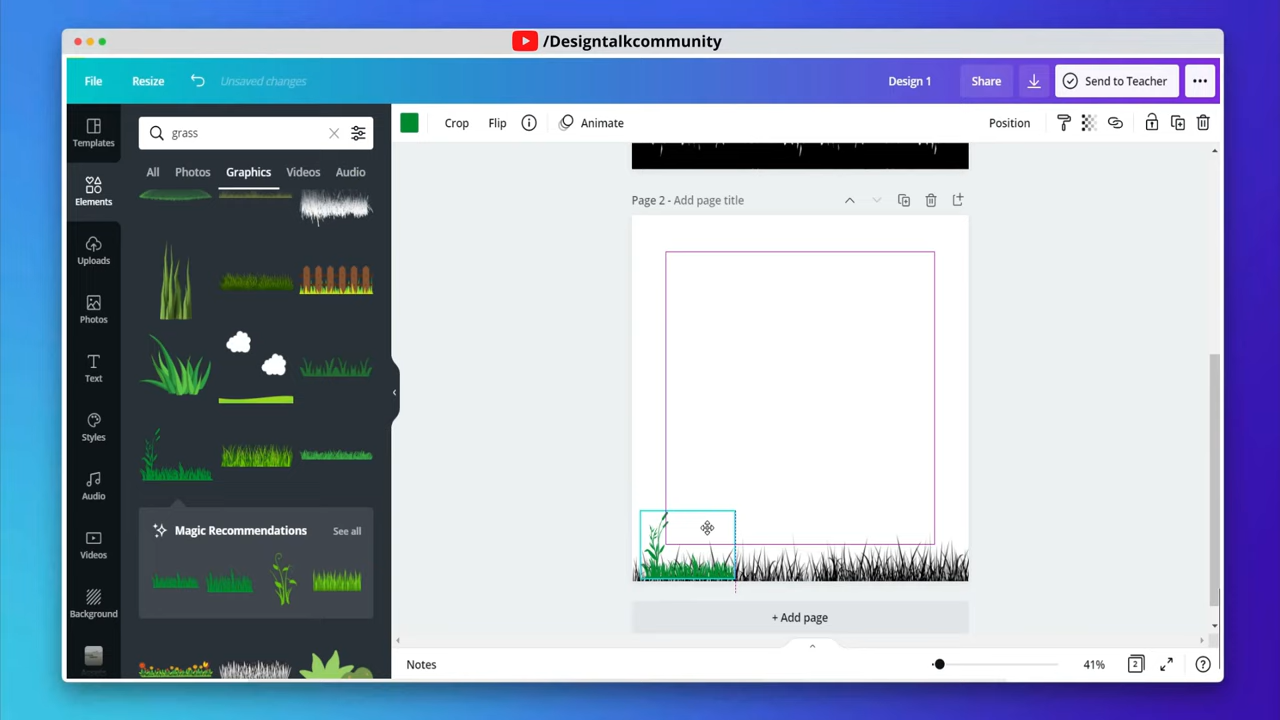 /Designtalkcommunity
File
Resize
Unsaved changes
Design 1
Share
Send to Teacher
Templates
Elements
Uploads
Photos
Text
Styles
Audio
Videos
Background
grass
All
Photos
Graphics
Videos
Audio
Magic Recommendations
See all
Crop
Flip
Animate
Position
Page 2 - Add page title
+ Add page
Notes
41%
2